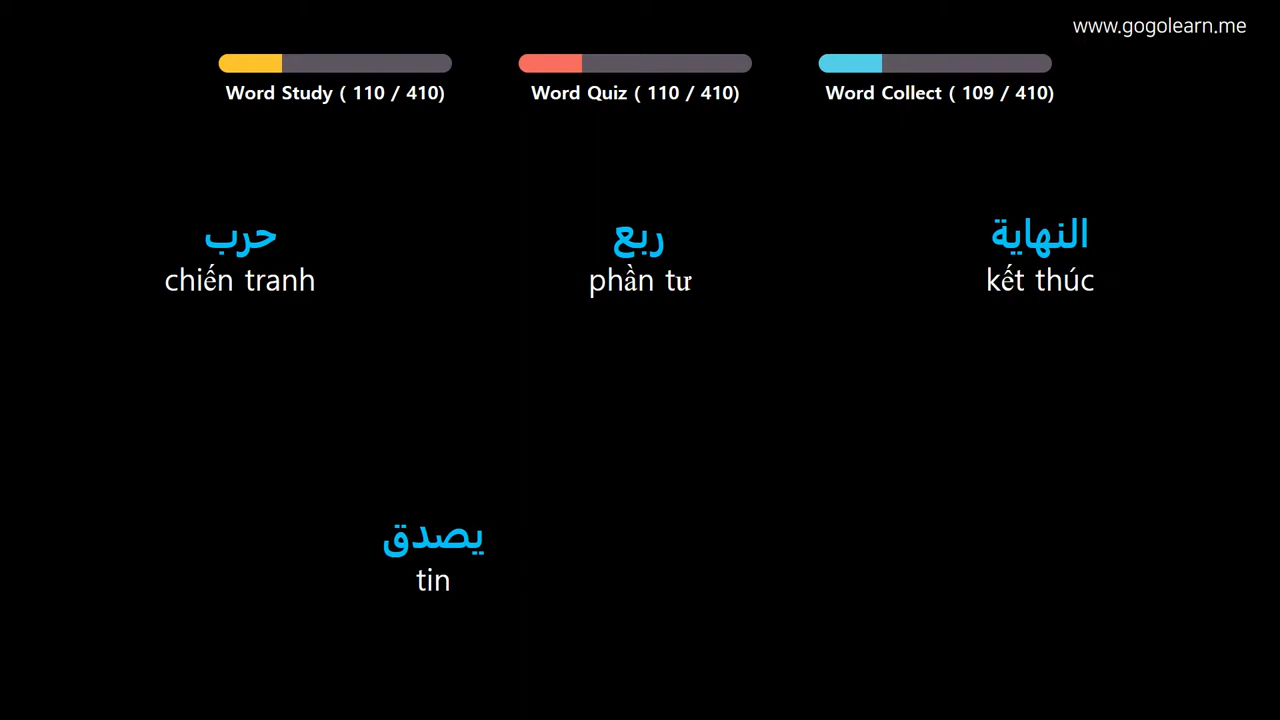 www.gogolearn.me
Word Study ( 110 / 410)
Word Quiz ( 110 / 410)
Word Collect ( 109 / 410)
حرب
chiến tranh
ربع
phần tư
النهاية
kết thúc
يصدق
tin